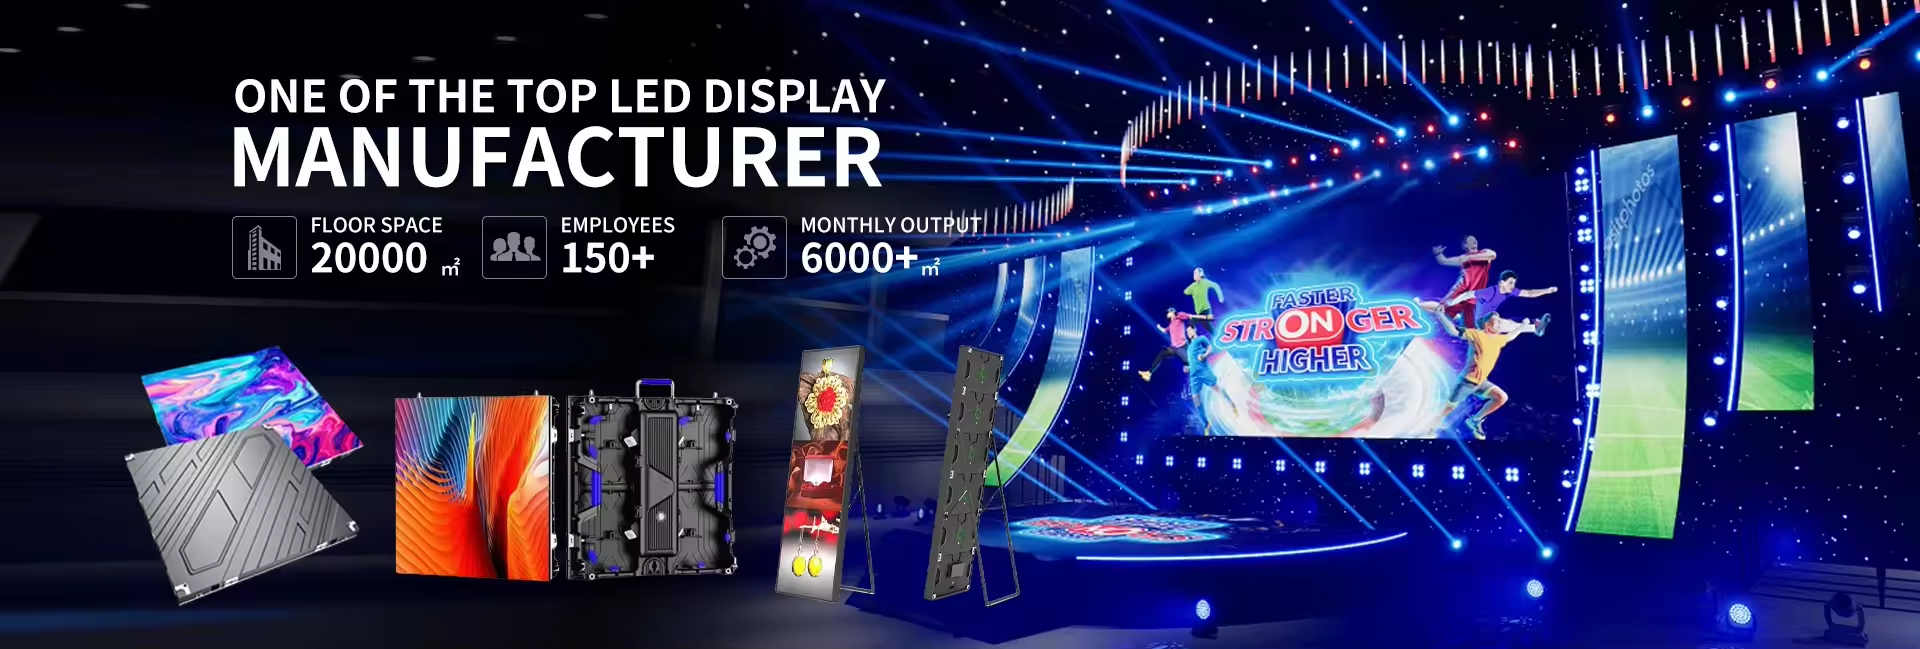 ONE OF THE TOP LED DISPLAY
MANUFACTURER
FLOOR SPACE
20000 ㎡
EMPLOYEES
150+
MONTHLY OUTPUT
6000+ ㎡
FASTER
STRONGER
HIGHER